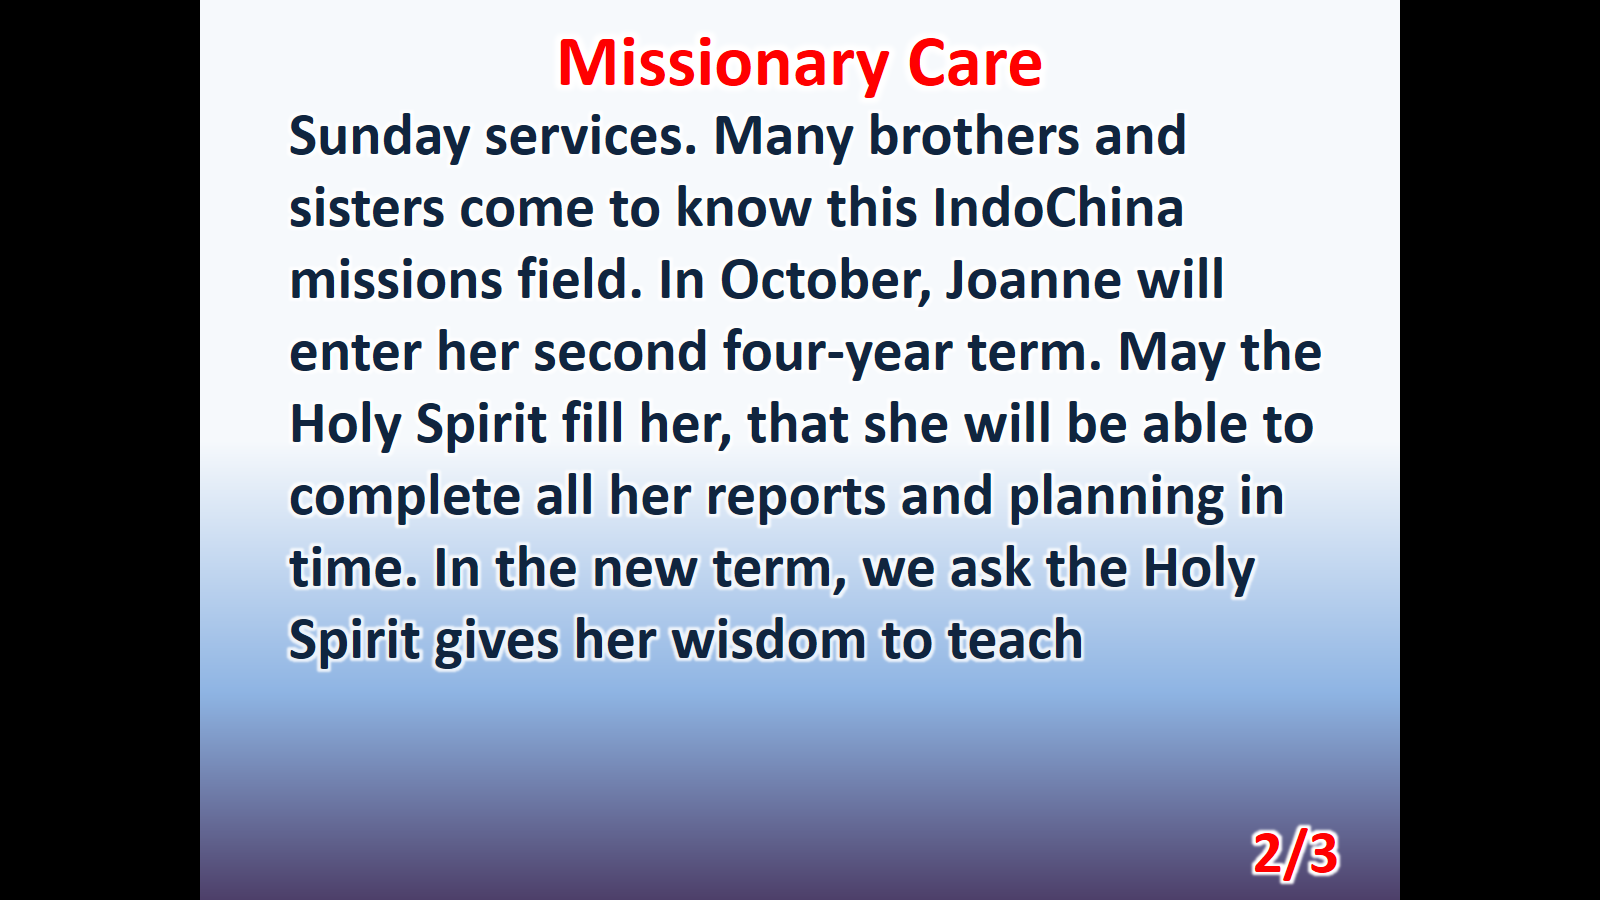 Missionary Care
Sunday services. Many brothers and
sisters come to know this IndoChina
missions field. In October, Joanne will
enter her second four-year term. May the
Holy Spirit fill her, that she will be able to
complete all her reports and planning in
time. In the new term, we ask the Holy
Spirit gives her wisdom to teach
2/3